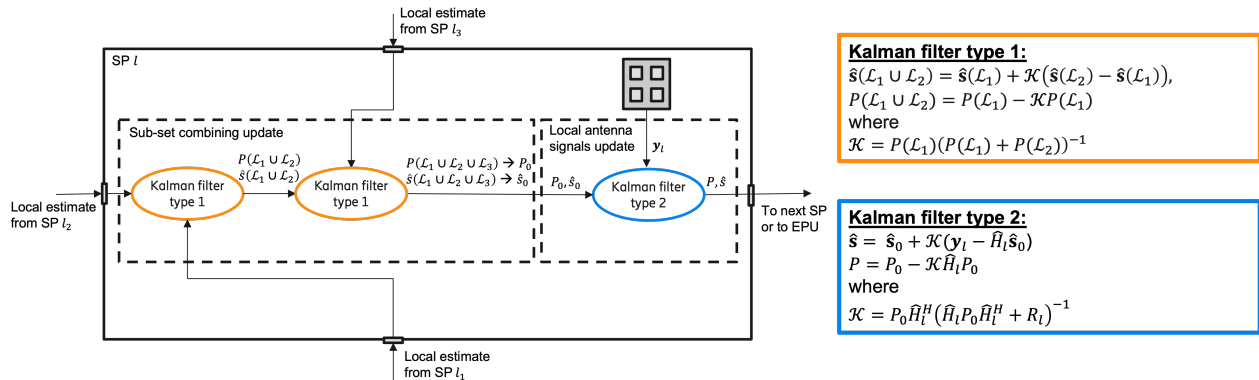 Local estimate
from SP l₃
SP l
Sub-set combining update
Local antenna
signals update
𝒚ₗ
P(ℒ₁ ∪ ℒ₂)
ŝ(ℒ₁ ∪ ℒ₂)
P(ℒ₁ ∪ ℒ₂ ∪ ℒ₃) → P₀
ŝ(ℒ₁ ∪ ℒ₂ ∪ ℒ₃) → ŝ₀
Kalman filter
type 1
Kalman filter
type 1
P₀, ŝ₀
Kalman filter
type 2
P, ŝ
Local estimate
from SP l₂
To next SP
or to EPU
Local estimate
from SP l₁
Kalman filter type 1:
ŝ(ℒ₁ ∪ ℒ₂) = ŝ(ℒ₁) + 𝒦(ŝ(ℒ₂) − ŝ(ℒ₁)),
P(ℒ₁ ∪ ℒ₂) = P(ℒ₁) − 𝒦P(ℒ₁)
where
𝒦 = P(ℒ₁)(P(ℒ₁) + P(ℒ₂))⁻¹
Kalman filter type 2:
ŝ = ŝ₀ + 𝒦(𝒚ₗ − Ĥₗŝ₀)
P = P₀ − 𝒦ĤₗP₀
where
𝒦 = P₀Ĥₗᴴ(ĤₗP₀Ĥₗᴴ + Rₗ)⁻¹